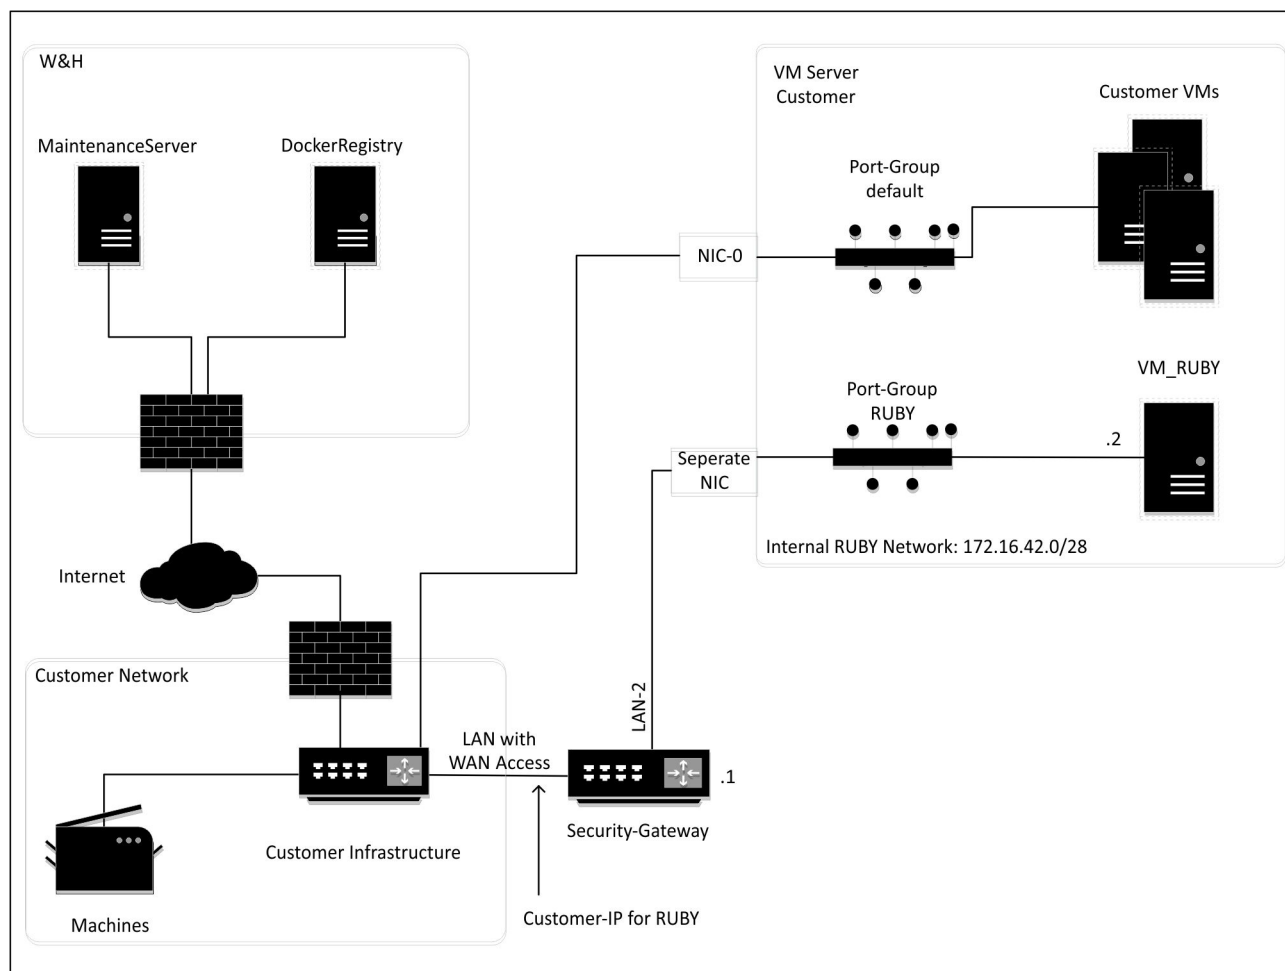 W&H
MaintenanceServer
DockerRegistry
VM Server
Customer
Customer VMs
Port-Group
default
NIC-0
VM_RUBY
Port-Group
RUBY
.2
Seperate
NIC
Internal RUBY Network: 172.16.42.0/28
Internet
Customer Network
LAN-2
LAN with
WAN Access
.1
Security-Gateway
Customer Infrastructure
Machines
Customer-IP for RUBY